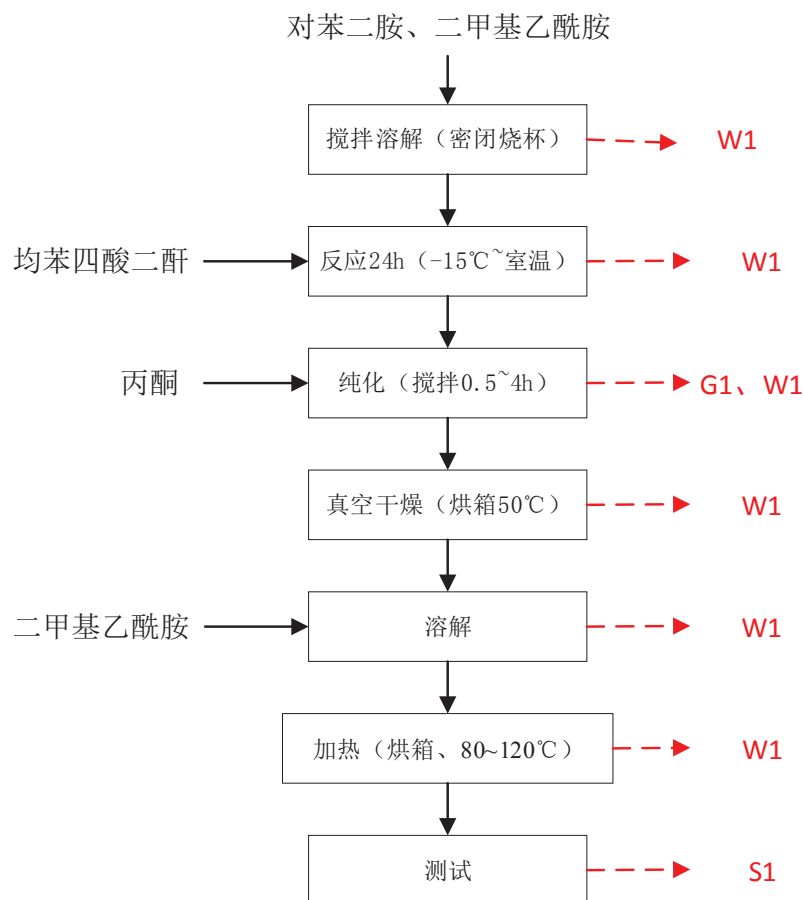 对苯二胺、二甲基乙酰胺
搅拌溶解（密闭烧杯）
W1
均苯四酸二酐
反应24h（-15℃~室温）
W1
丙酮
纯化（搅拌0.5~4h）
G1、W1
真空干燥（烘箱50℃）
W1
二甲基乙酰胺
溶解
W1
加热（烘箱、80~120℃）
W1
测试
S1